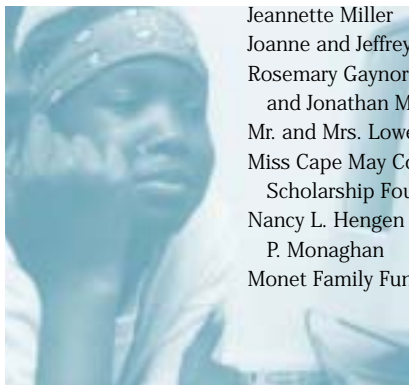 Jeannette Miller
Joanne and Jeffrey
Rosemary Gaynor
and Jonathan M
Mr. and Mrs. Lowe
Miss Cape May Co
Scholarship Fou
Nancy L. Hengen
P. Monaghan
Monet Family Fun